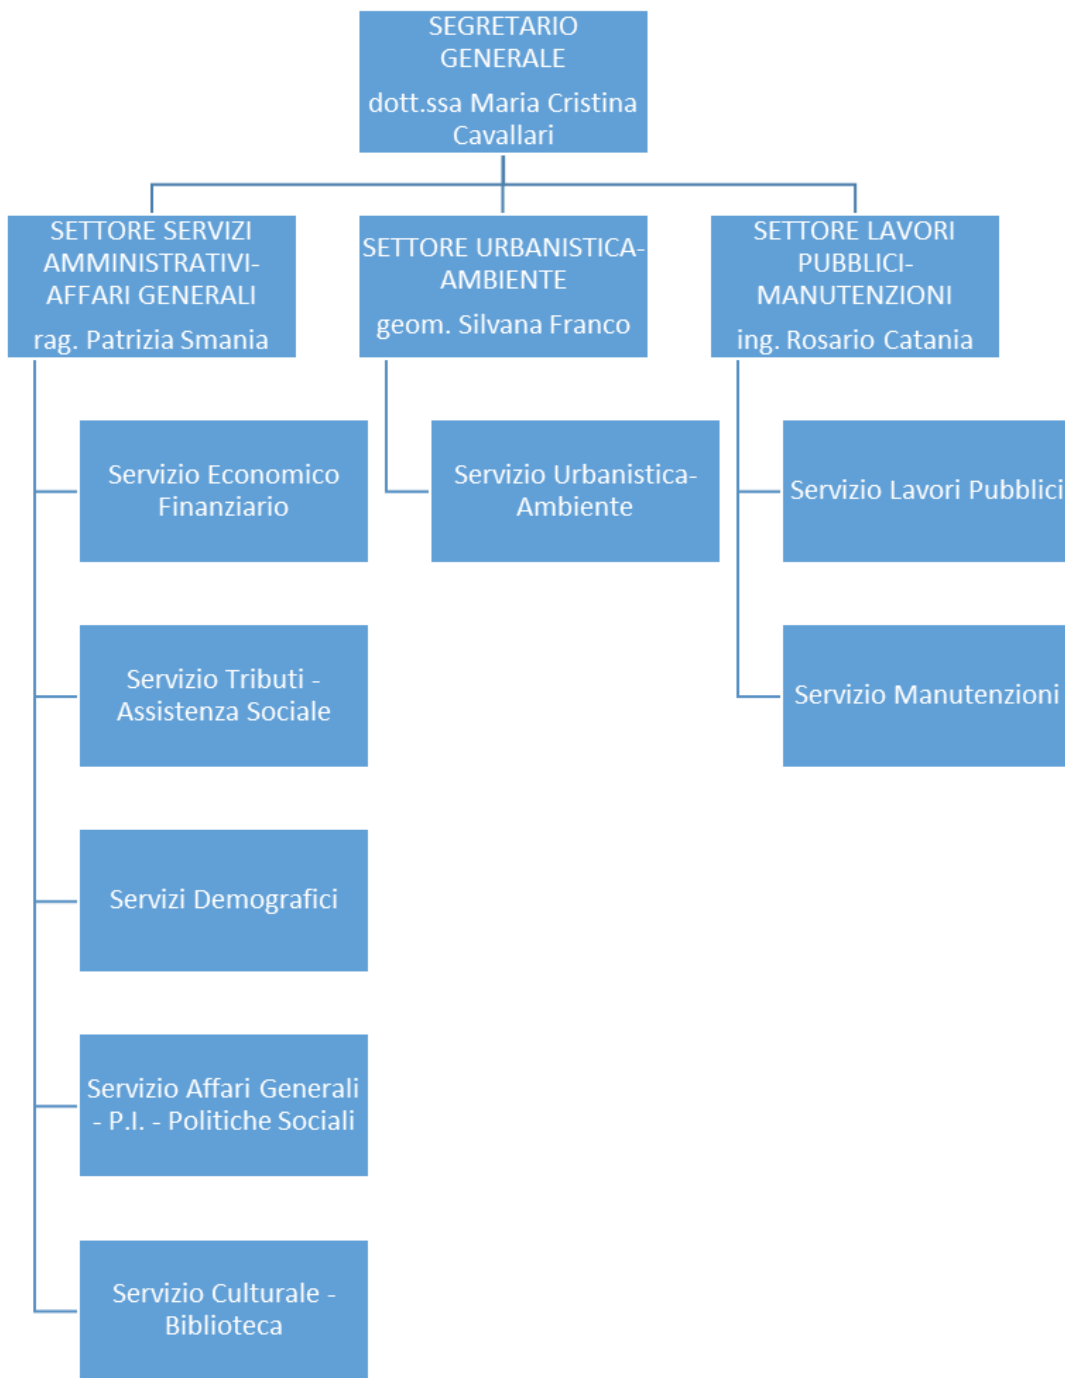 SEGRETARIO
GENERALE
dott.ssa Maria Cristina
Cavallari
SETTORE SERVIZI
AMMINISTRATIVI-
AFFARI GENERALI
rag. Patrizia Smania
SETTORE URBANISTICA-
AMBIENTE
geom. Silvana Franco
SETTORE LAVORI
PUBBLICI-
MANUTENZIONI
ing. Rosario Catania
Servizio Economico
Finanziario
Servizio Tributi -
Assistenza Sociale
Servizi Demografici
Servizio Affari Generali
- P.I. - Politiche Sociali
Servizio Culturale -
Biblioteca
Servizio Urbanistica-
Ambiente
Servizio Lavori Pubblici
Servizio Manutenzioni